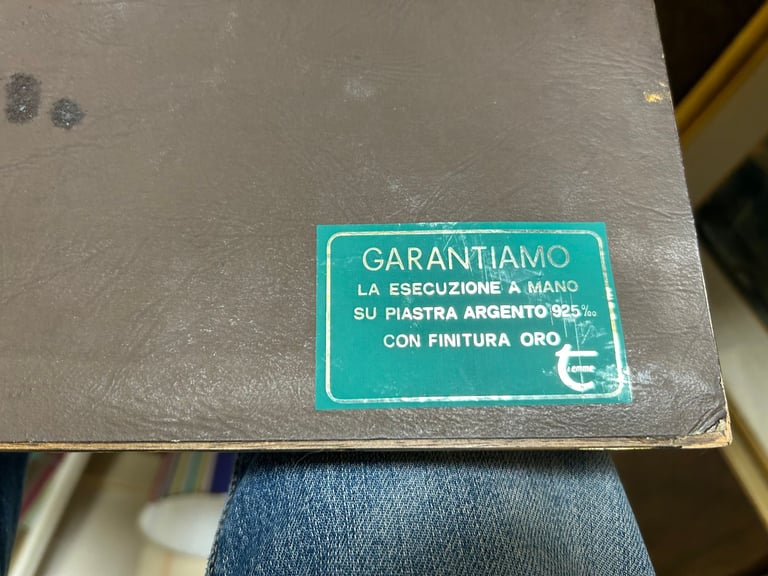 GARANTIAMO
LA ESECUZIONE A MANO
SU PIASTRA ARGENTO 925‰
CON FINITURA ORO